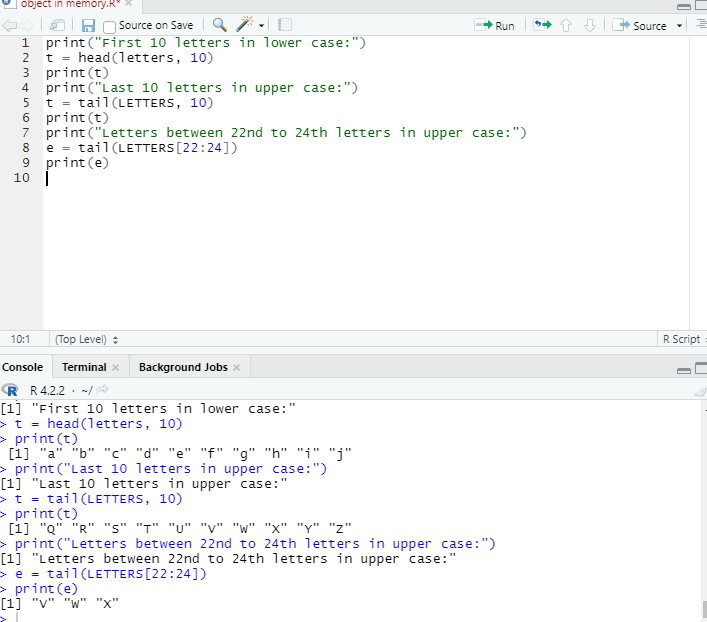 object in memory.R* ×
Source on Save
Run
Source
1 print("First 10 letters in lower case:")
2 t = head(letters, 10)
3 print(t)
4 print("Last 10 letters in upper case:")
5 t = tail(LETTERS, 10)
6 print(t)
7 print("Letters between 22nd to 24th letters in upper case:")
8 e = tail(LETTERS[22:24])
9 print(e)
10
10:1 (Top Level) R Script
Console Terminal × Background Jobs ×
R R 4.2.2 · ~/
[1] "First 10 letters in lower case:"
> t = head(letters, 10)
> print(t)
[1] "a" "b" "c" "d" "e" "f" "g" "h" "i" "j"
> print("Last 10 letters in upper case:")
[1] "Last 10 letters in upper case:"
> t = tail(LETTERS, 10)
> print(t)
[1] "Q" "R" "S" "T" "U" "V" "W" "X" "Y" "Z"
> print("Letters between 22nd to 24th letters in upper case:")
[1] "Letters between 22nd to 24th letters in upper case:"
> e = tail(LETTERS[22:24])
> print(e)
[1] "V" "W" "X"
>